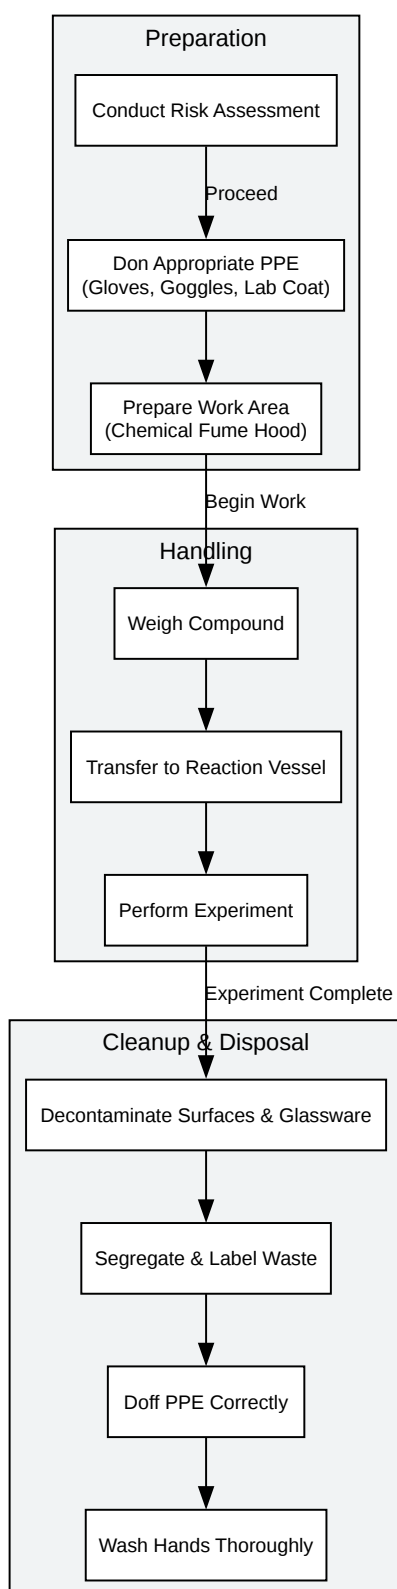 Preparation
Conduct Risk Assessment
Proceed
Don Appropriate PPE
(Gloves, Goggles, Lab Coat)
Prepare Work Area
(Chemical Fume Hood)
Begin Work
Handling
Weigh Compound
Transfer to Reaction Vessel
Perform Experiment
Experiment Complete
Cleanup & Disposal
Decontaminate Surfaces & Glassware
Segregate & Label Waste
Doff PPE Correctly
Wash Hands Thoroughly